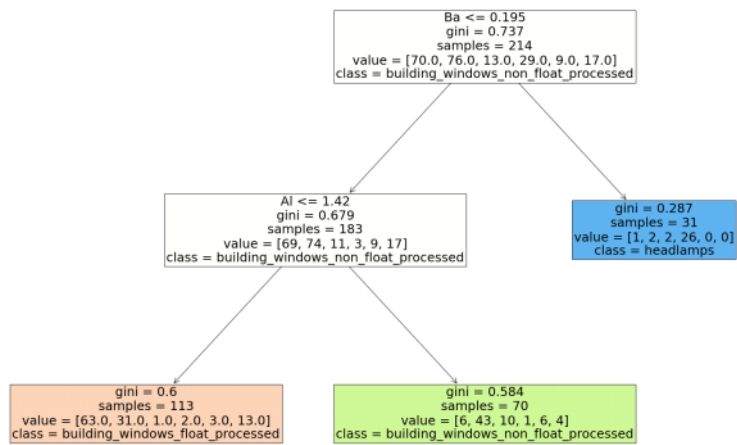 Ba <= 0.195
gini = 0.737
samples = 214
value = [70.0, 76.0, 13.0, 29.0, 9.0, 17.0]
class = building_windows_non_float_processed
Al <= 1.42
gini = 0.679
samples = 183
value = [69, 74, 11, 3, 9, 17]
class = building_windows_non_float_processed
gini = 0.287
samples = 31
value = [1, 2, 2, 26, 0, 0]
class = headlamps
gini = 0.6
samples = 113
value = [63.0, 31.0, 1.0, 2.0, 3.0, 13.0]
class = building_windows_float_processed
gini = 0.584
samples = 70
value = [6, 43, 10, 1, 6, 4]
class = building_windows_non_float_processed